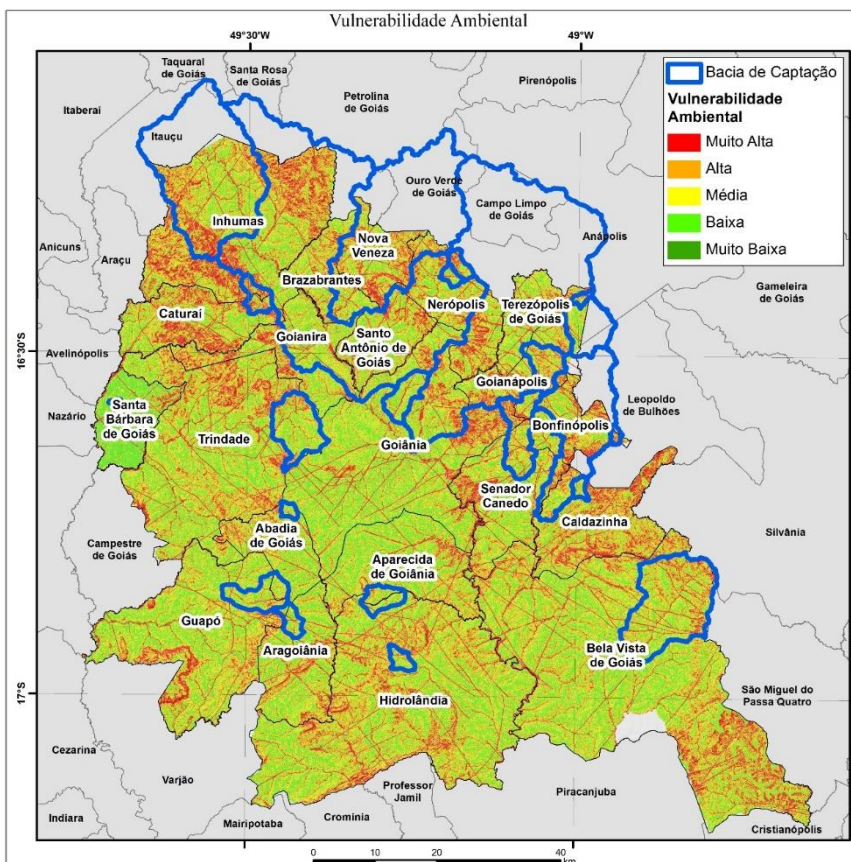 Vulnerabilidade Ambiental
49°30'W
49°W
Bacia de Captação
Vulnerabilidade
Ambiental
Muito Alta
Alta
Média
Baixa
Muito Baixa
Taquaral
de Goiás
Santa Rosa
de Goiás
Petrolina
de Goiás
Pirenópolis
Itaberaí
Itauçu
Ouro Verde
de Goiás
Campo Limpo
de Goiás
Anápolis
Inhumas
Nova
Veneza
Anicuns
Araçu
Gameleira
de Goiás
Brazabrantes
Nerópolis
Terezópolis
de Goiás
Caturaí
Goianira
Santo
Antônio de
Goiás
16°30'S
Avelinópolis
Goianápolis
Leopoldo
de Bulhões
Nazário
Santa
Bárbara
de Goiás
Trindade
Goiânia
Bonfinópolis
Senador
Canedo
Caldazinha
Silvânia
Campestre
de Goiás
Abadia
de Goiás
Aparecida
de Goiânia
Guapó
Aragoiânia
Bela Vista
de Goiás
Hidrolândia
17°S
São Miguel do
Passa Quatro
Cezarina
Varjão
Professor
Jamil
Piracanjuba
Indiara
Mairipotaba
Cromínia
Cristianópolis
0 10 20 40
km